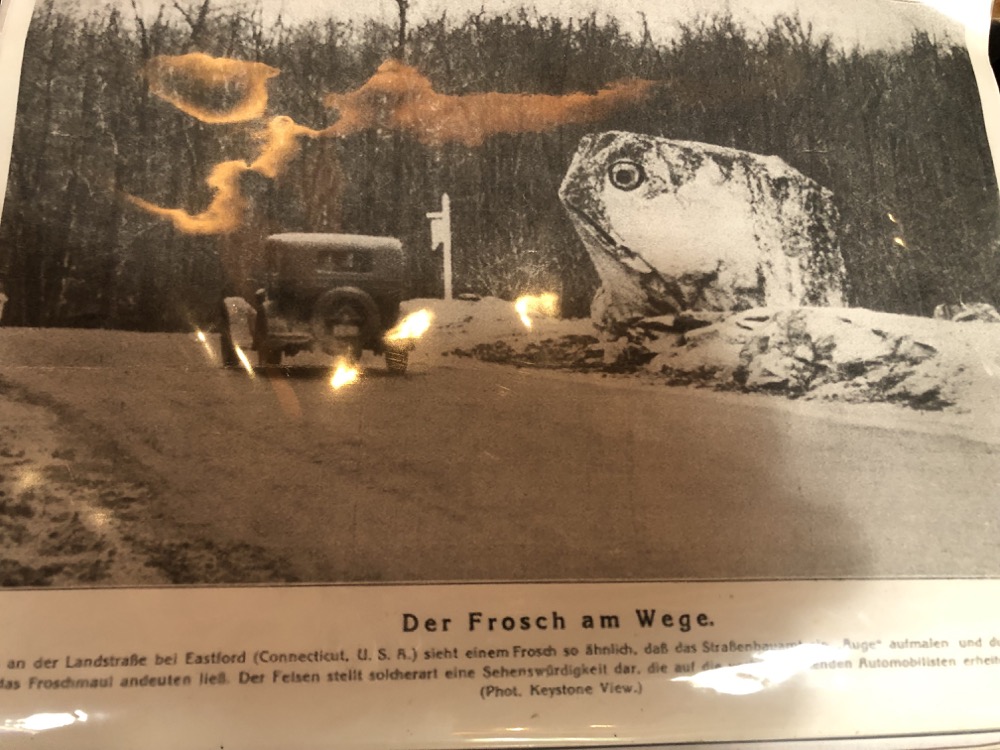 Der Frosch am Wege.
an der Landstraße bei Eastford (Connecticut, U. S. A.) sieht einem Frosch so ähnlich, daß das Straßenbauamt Auge" aufmalen und
das Froschmaul andeuten ließ. Der Felsen stellt solcherart eine Sehenswürdigkeit dar, die auf die Automobilisten
(Phot. Keystone View.)